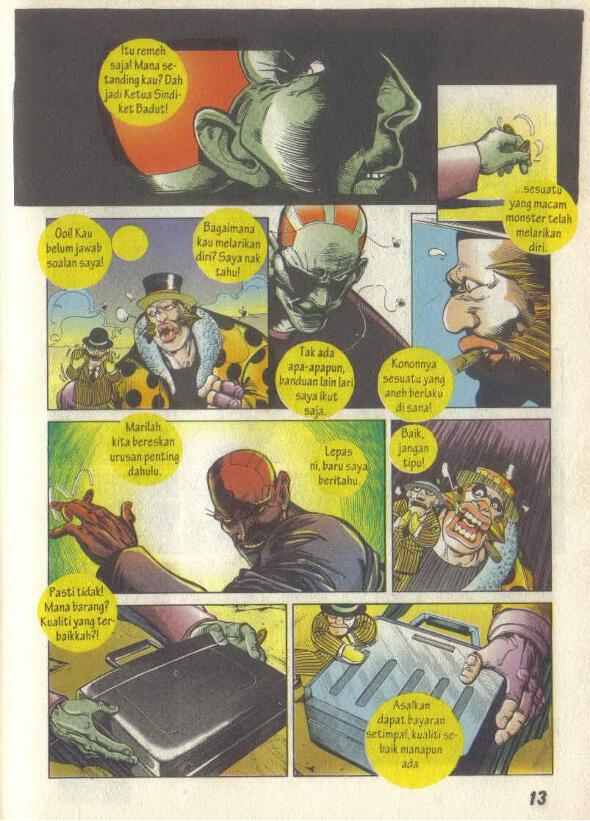 Itu remeh
saja! Mana se-
tanding kau? Dah
jadi Ketua Sindi-
ket Badut!
...sesuatu
yang macam
monster telah
melarikan
diri.
Ooi! Kau
belum jawab
soalan saya!
Bagaimana
kau melarikan
diri? Saya nak
tahu!
Tak ada
apa-apapun,
banduan lain lari
saya ikut
saja.
Kononnya
sesuatu yang
aneh berlaku
di sana!
Marilah
kita bereskan
urusan penting
dahulu.
Lepas
ni, baru saya
beritahu.
Baik,
jangan
tipu!
Pasti tidak!
Mana barang?
Kualiti yang ter-
baikkah?!
Asalkan
dapat bayaran
setimpal, kualiti se-
baik manapun
ada.
13